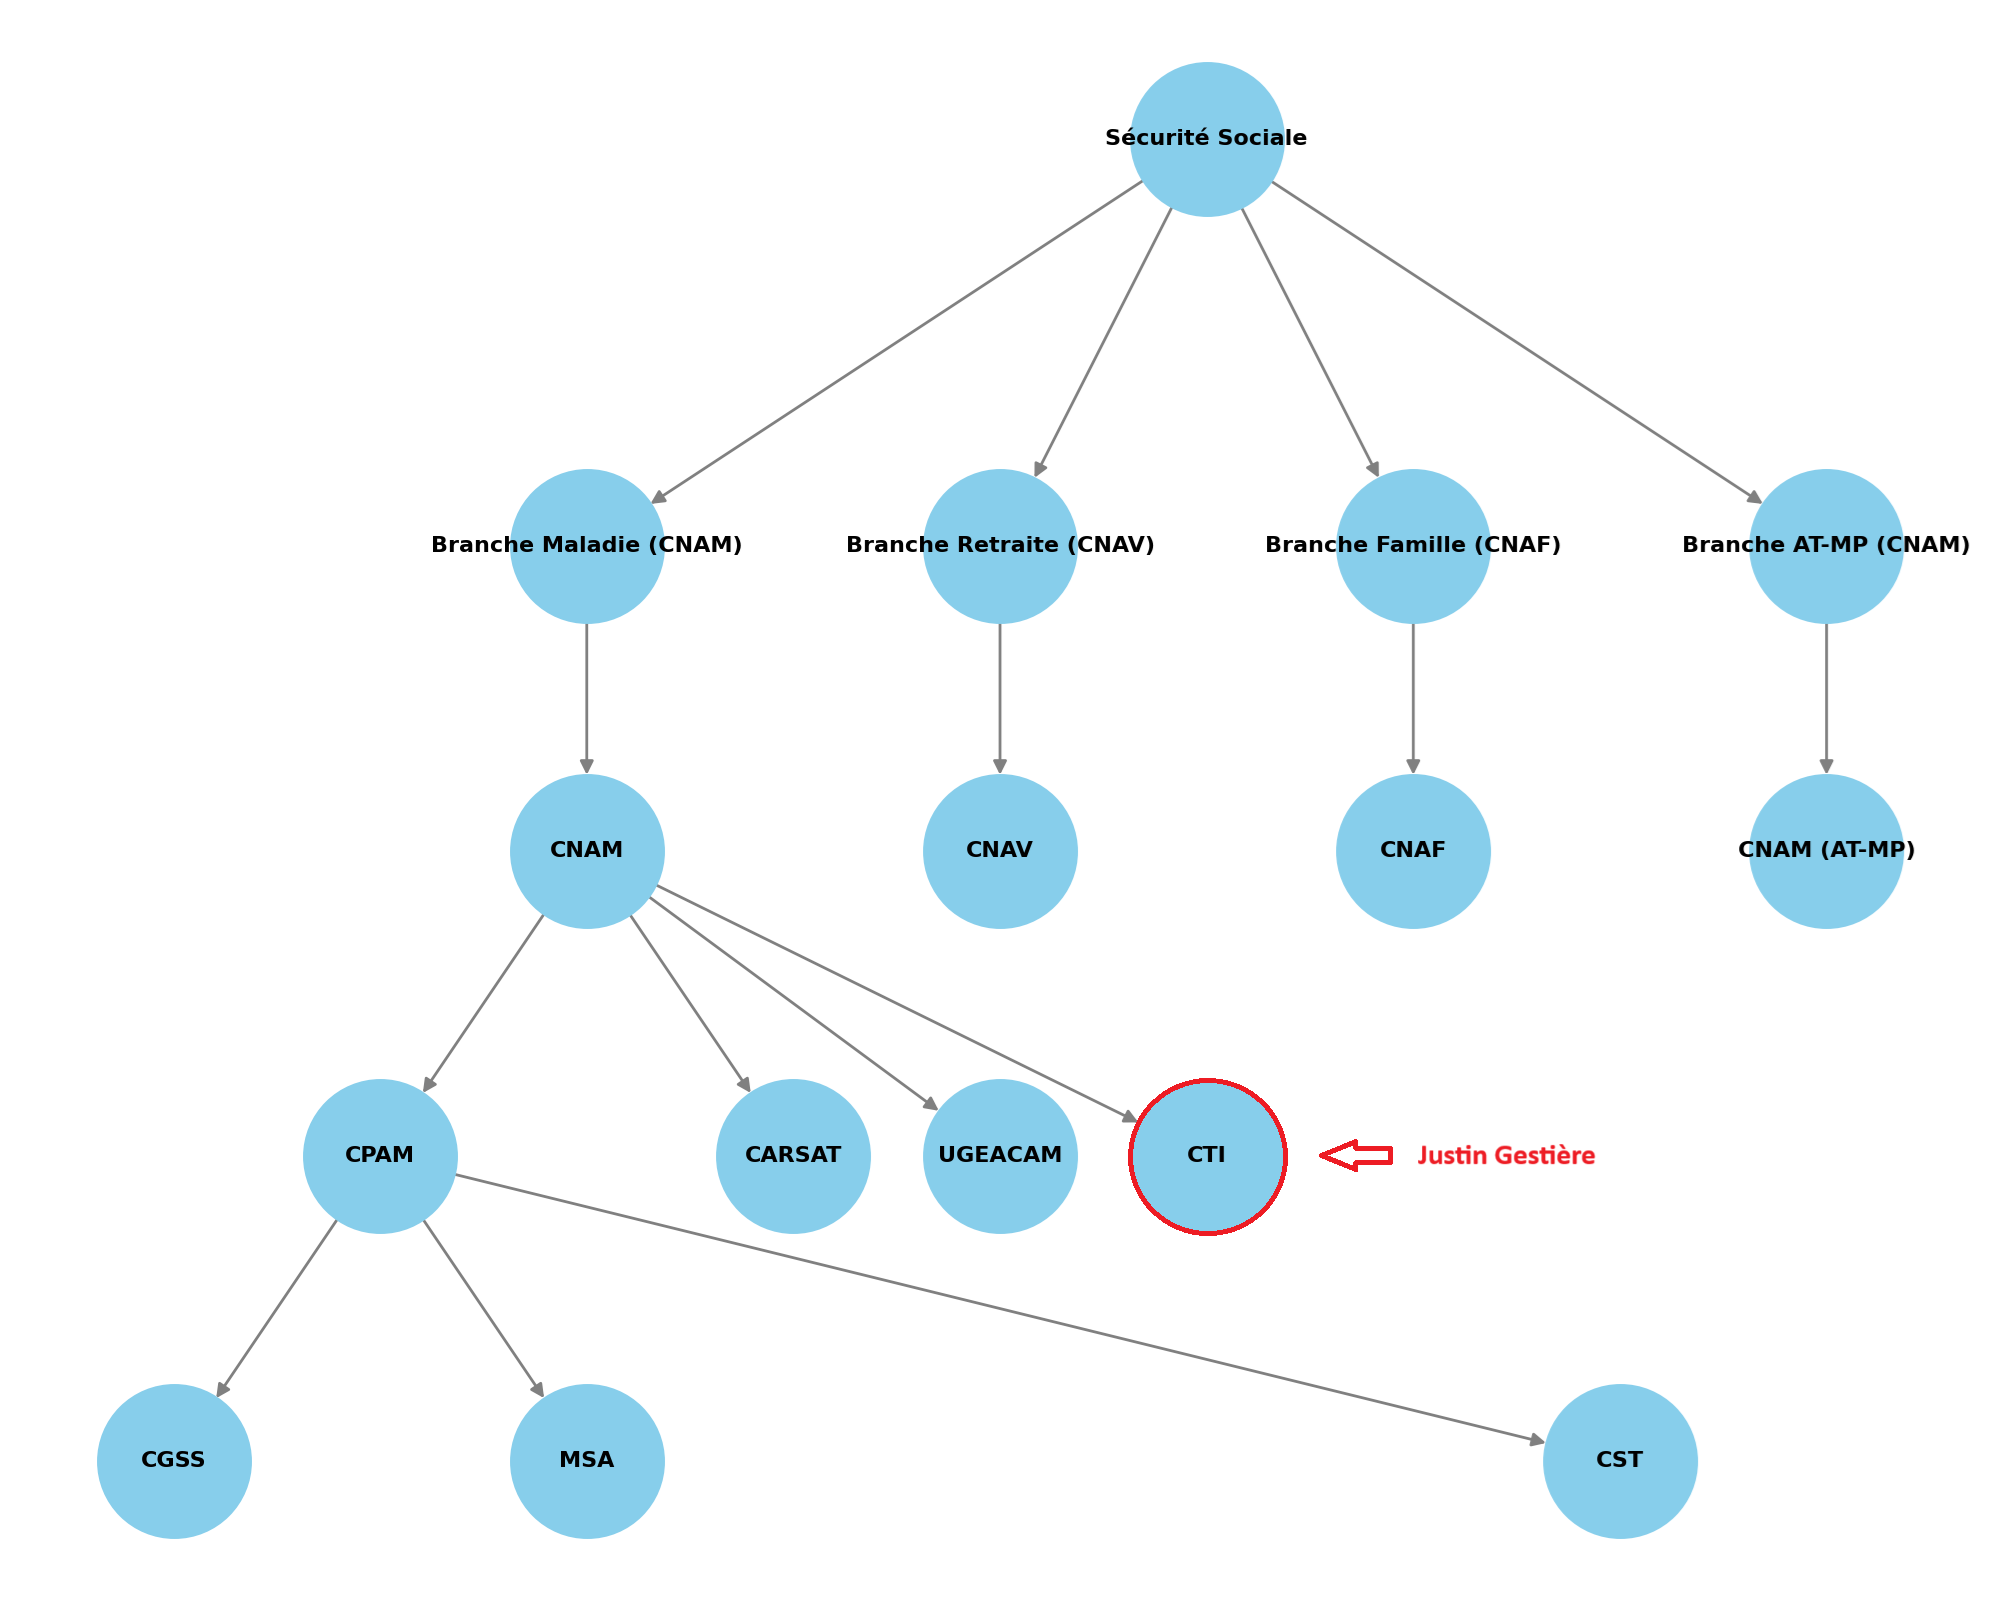 Sécurité Sociale
Branche Maladie (CNAM)
Branche Retraite (CNAV)
Branche Famille (CNAF)
Branche AT-MP (CNAM)
CNAM
CNAV
CNAF
CNAM (AT-MP)
CPAM
CARSAT
UGEACAM
CTI
Justin Gestière
CGSS
MSA
CST